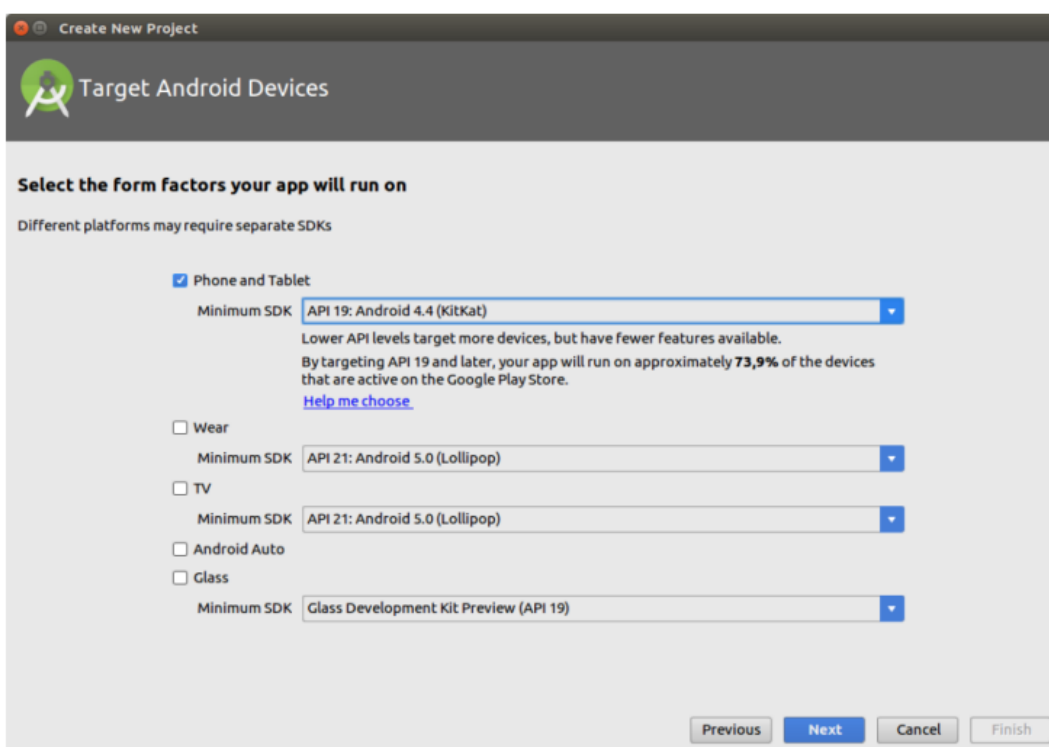 Create New Project
Target Android Devices
Select the form factors your app will run on
Different platforms may require separate SDKs
Phone and Tablet
Minimum SDK API 19: Android 4.4 (KitKat)
Lower API levels target more devices, but have fewer features available.
By targeting API 19 and later, your app will run on approximately 73,9% of the devices
that are active on the Google Play Store.
Help me choose
Wear
Minimum SDK API 21: Android 5.0 (Lollipop)
TV
Minimum SDK API 21: Android 5.0 (Lollipop)
Android Auto
Glass
Minimum SDK Glass Development Kit Preview (API 19)
Previous Next Cancel Finish